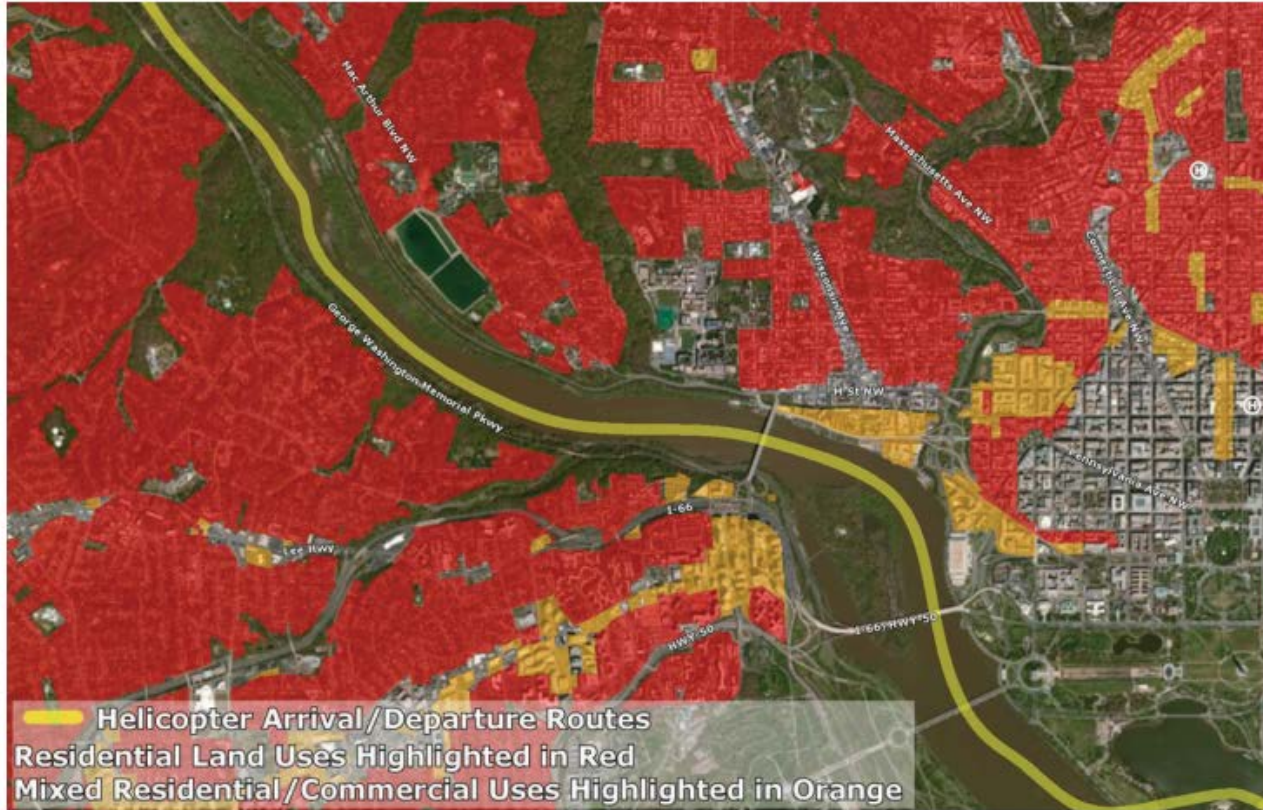 Mac Arthur Blvd NW
Massachusetts Ave NW
H
Connecticut Ave NW
Wisconsin Ave
George Washington Memorial Pkwy
H St NW
H
Pennsylvania Ave NW
I-66
Lee HWY
HWY-50
I-66/HWY-50
Helicopter Arrival/Departure Routes
Residential Land Uses Highlighted in Red
Mixed Residential/Commercial Uses Highlighted in Orange